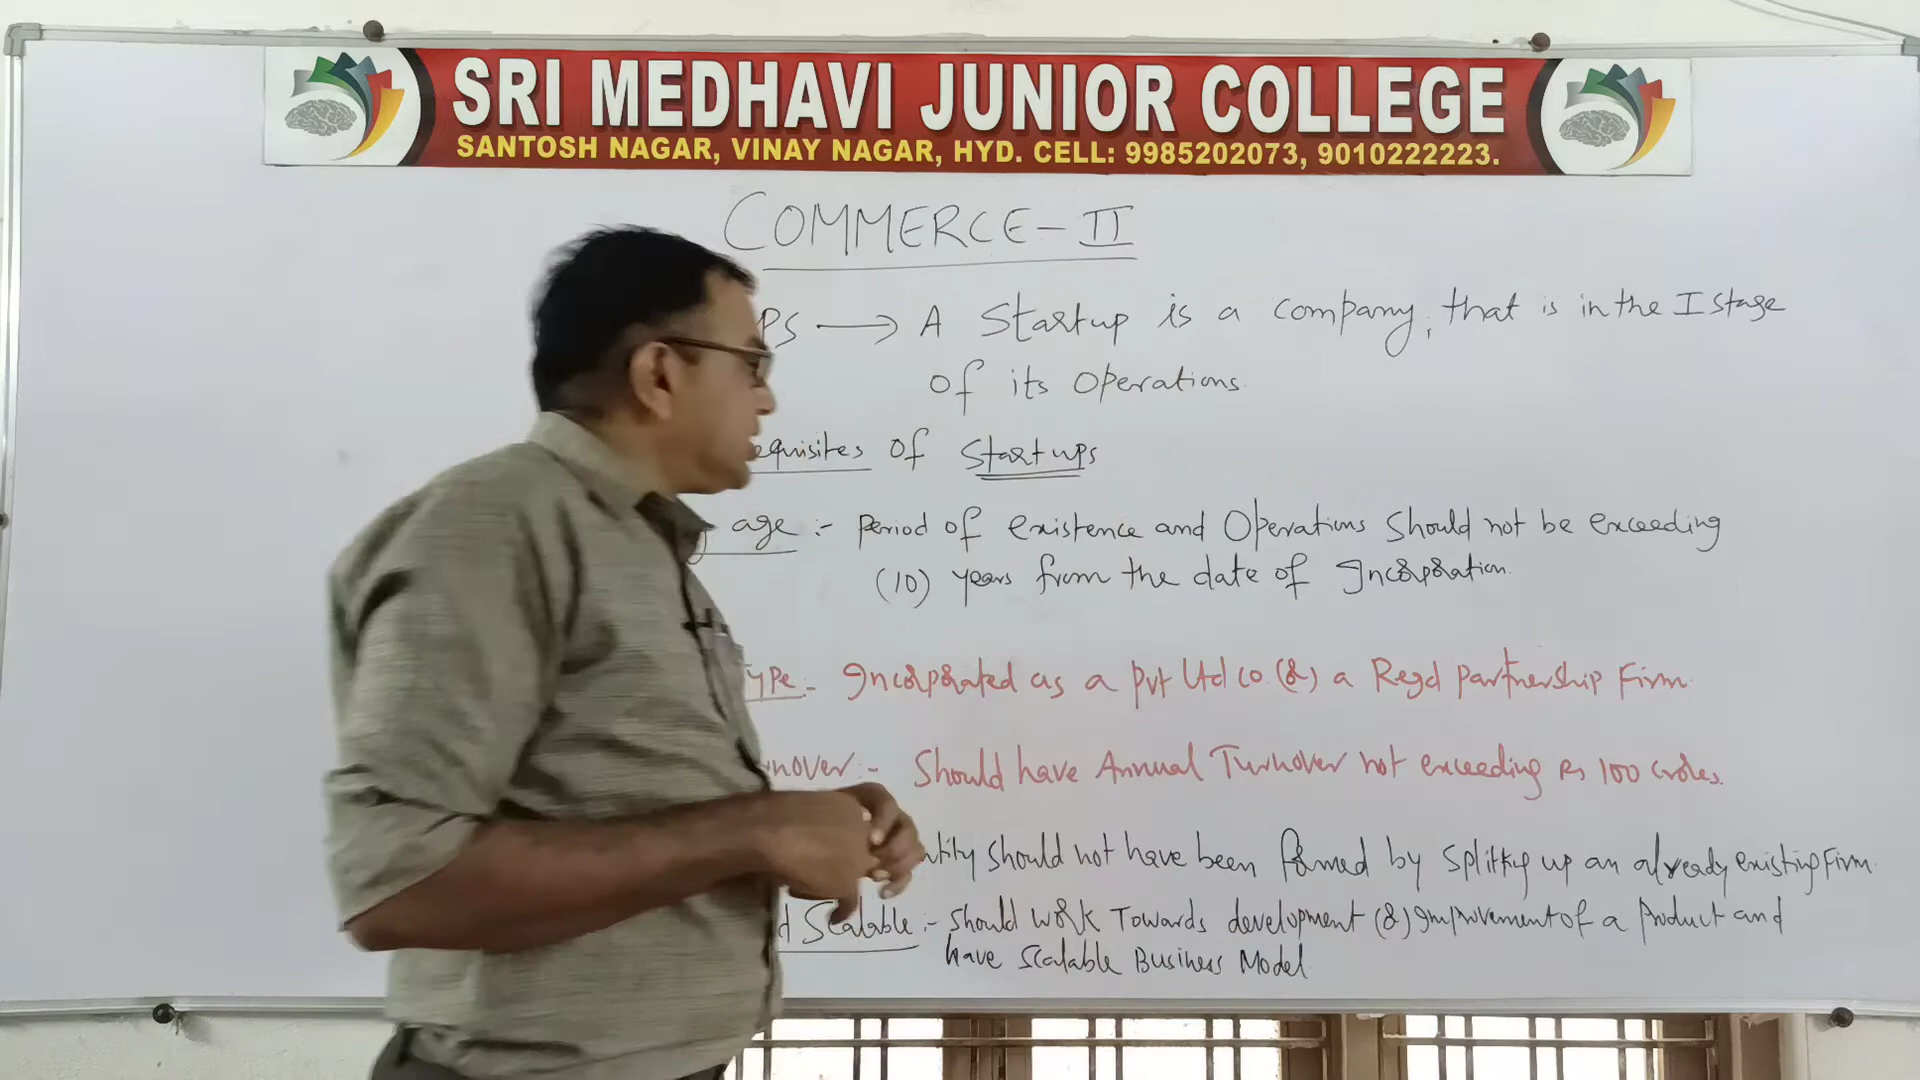 SRI MEDHAVI JUNIOR COLLEGE
SANTOSH NAGAR, VINAY NAGAR, HYD. CELL: 9985202073, 9010222223.
COMMERCE - II
PS → A Startup is a company, that is in the I stage
of its Operations.
equisites of Startups
age :- Period of existence and Operations Should not be exceeding
(10) years from the date of Incorporation.
ype - Incorporated as a Pvt Ltd Co. (or) a Regd Partnership Firm
rnover :- Should have Annual Turnover not exceeding Rs 100 crores.
ntity Should not have been formed by Splitting up an already existing Firm.
d Scalable :- Should work Towards development (or) Improvement of a Product and
have Scalable Business Model.